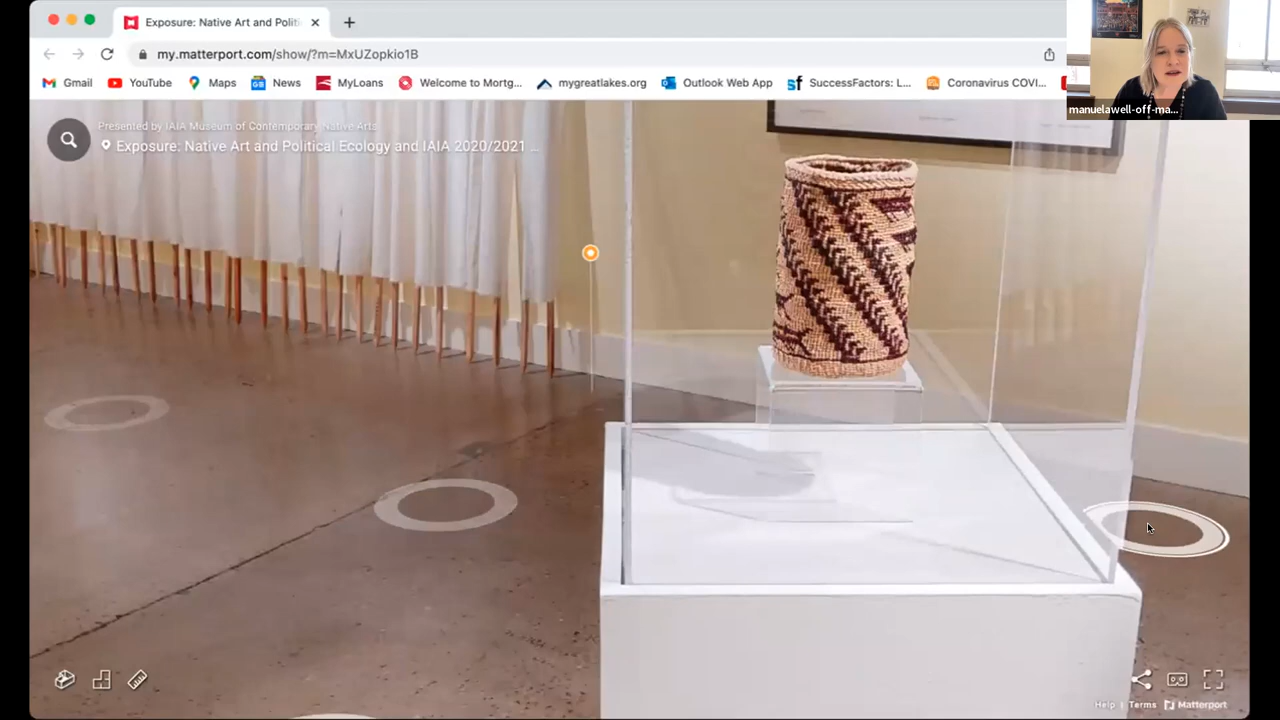 Exposure: Native Art and Politi
my.matterport.com/show/?m=MxUZopkio1B
Gmail YouTube Maps News MyLoans Welcome to Mortg... mygreatlakes.org Outlook Web App SuccessFactors: L... Coronavirus COVI...
manuelawell-off-ma...
Presented by IAIA Museum of Contemporary Native Arts
Exposure: Native Art and Political Ecology and IAIA 2020/2021 ...
Help Terms Matterport